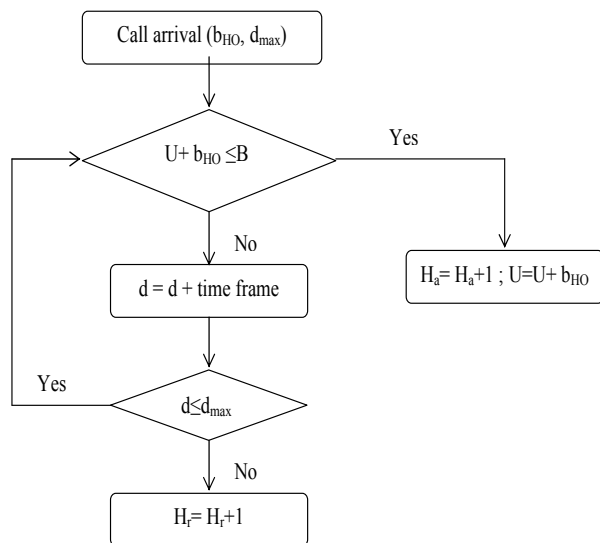 Call arrival (b_HO, d_max)
U+ b_HO ≤B
Yes
No
H_a= H_a+1 ; U=U+ b_HO
d = d + time frame
Yes
d≤d_max
No
H_r= H_r+1